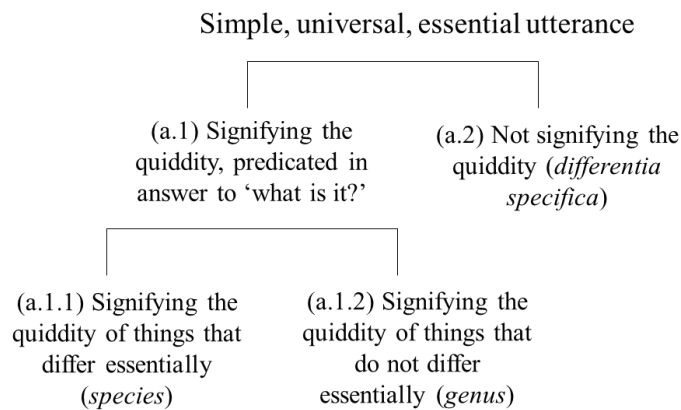 Simple, universal, essential utterance
(a.1) Signifying the
quiddity, predicated in
answer to ‘what is it?’
(a.2) Not signifying the
quiddity (differentia
specifica)
(a.1.1) Signifying the
quiddity of things that
differ essentially
(species)
(a.1.2) Signifying the
quiddity of things that
do not differ
essentially (genus)